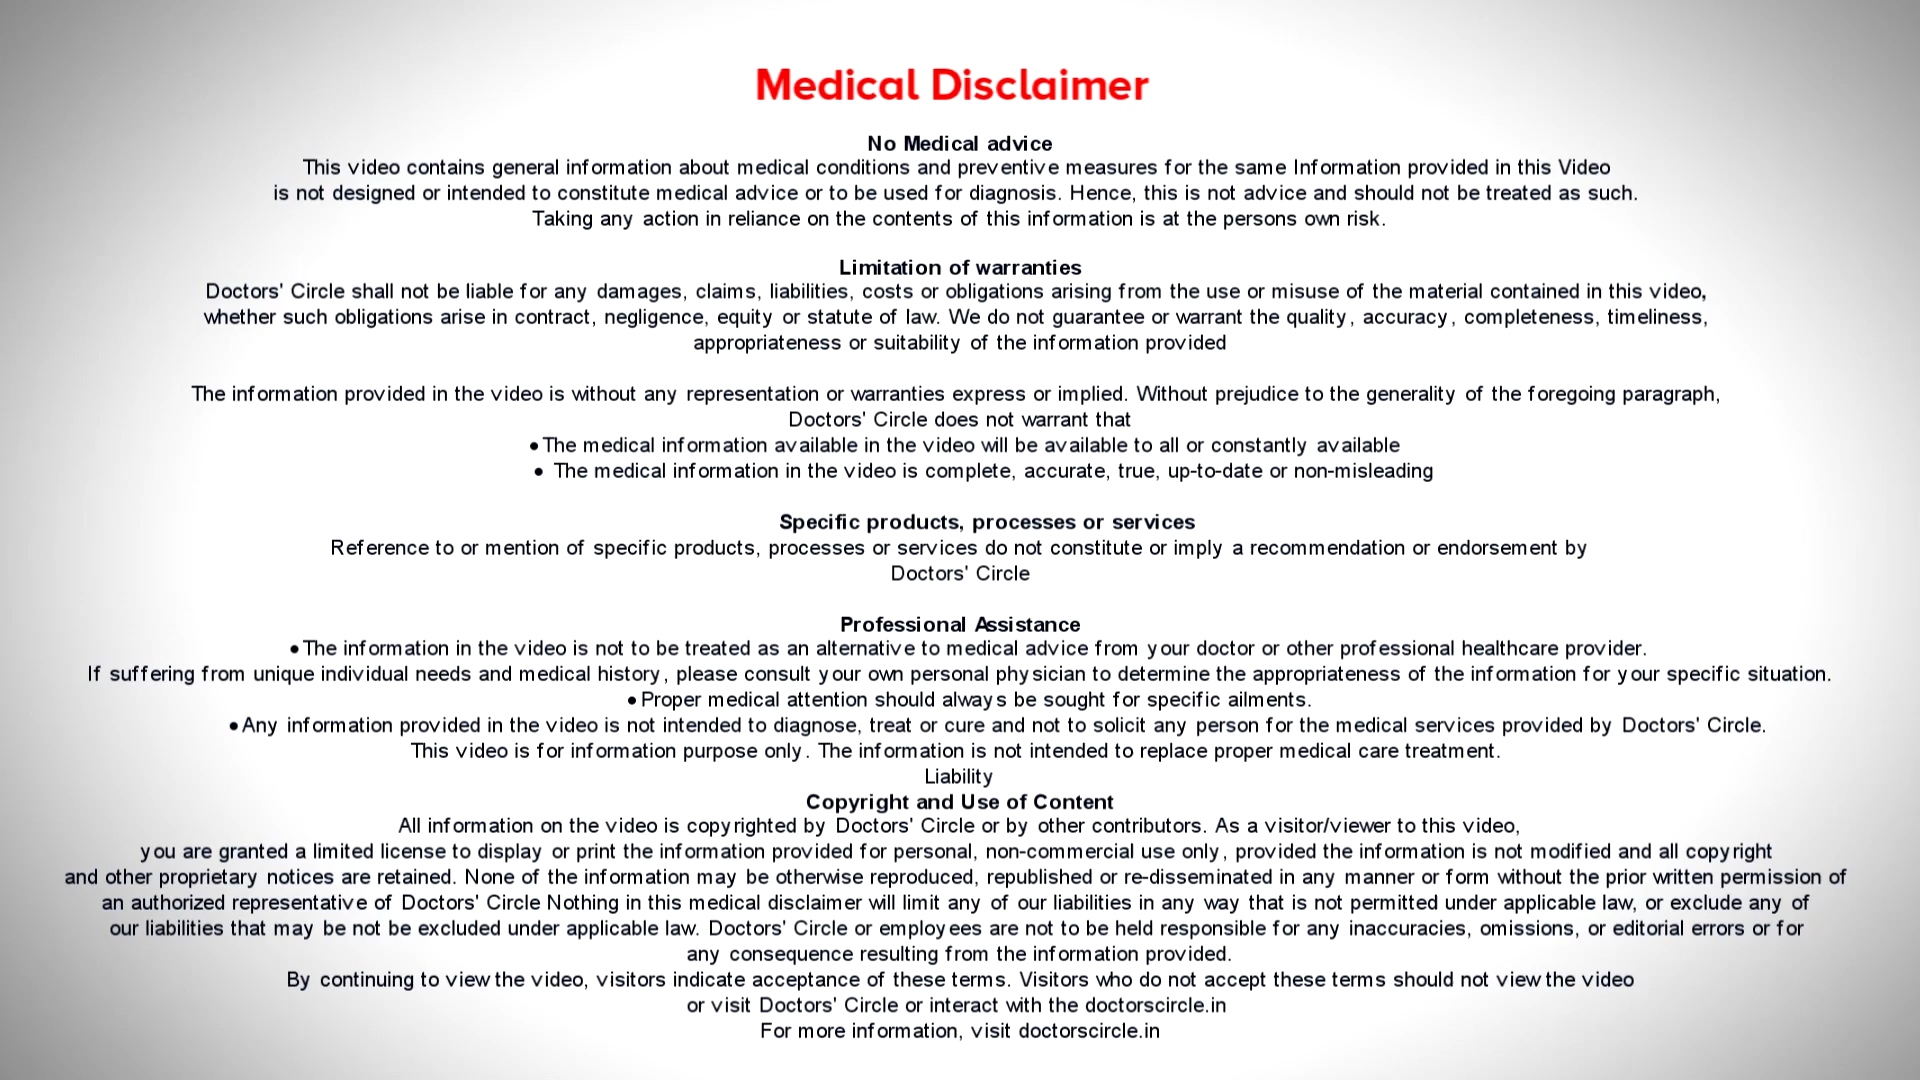 Medical Disclaimer
No Medical advice
This video contains general information about medical conditions and preventive measures for the same Information provided in this Video
is not designed or intended to constitute medical advice or to be used for diagnosis. Hence, this is not advice and should not be treated as such.
Taking any action in reliance on the contents of this information is at the persons own risk.
Limitation of warranties
Doctors' Circle shall not be liable for any damages, claims, liabilities, costs or obligations arising from the use or misuse of the material contained in this video,
whether such obligations arise in contract, negligence, equity or statute of law. We do not guarantee or warrant the quality, accuracy, completeness, timeliness,
appropriateness or suitability of the information provided
The information provided in the video is without any representation or warranties express or implied. Without prejudice to the generality of the foregoing paragraph,
Doctors' Circle does not warrant that
• The medical information available in the video will be available to all or constantly available
• The medical information in the video is complete, accurate, true, up-to-date or non-misleading
Specific products, processes or services
Reference to or mention of specific products, processes or services do not constitute or imply a recommendation or endorsement by
Doctors' Circle
Professional Assistance
• The information in the video is not to be treated as an alternative to medical advice from your doctor or other professional healthcare provider.
If suffering from unique individual needs and medical history, please consult your own personal physician to determine the appropriateness of the information for your specific situation.
• Proper medical attention should always be sought for specific ailments.
• Any information provided in the video is not intended to diagnose, treat or cure and not to solicit any person for the medical services provided by Doctors' Circle.
This video is for information purpose only. The information is not intended to replace proper medical care treatment.
Liability
Copyright and Use of Content
All information on the video is copyrighted by Doctors' Circle or by other contributors. As a visitor/viewer to this video,
you are granted a limited license to display or print the information provided for personal, non-commercial use only, provided the information is not modified and all copyright
and other proprietary notices are retained. None of the information may be otherwise reproduced, republished or re-disseminated in any manner or form without the prior written permission of
an authorized representative of Doctors' Circle Nothing in this medical disclaimer will limit any of our liabilities in any way that is not permitted under applicable law, or exclude any of
our liabilities that may be not be excluded under applicable law. Doctors' Circle or employees are not to be held responsible for any inaccuracies, omissions, or editorial errors or for
any consequence resulting from the information provided.
By continuing to view the video, visitors indicate acceptance of these terms. Visitors who do not accept these terms should not view the video
or visit Doctors' Circle or interact with the doctorscircle.in
For more information, visit doctorscircle.in